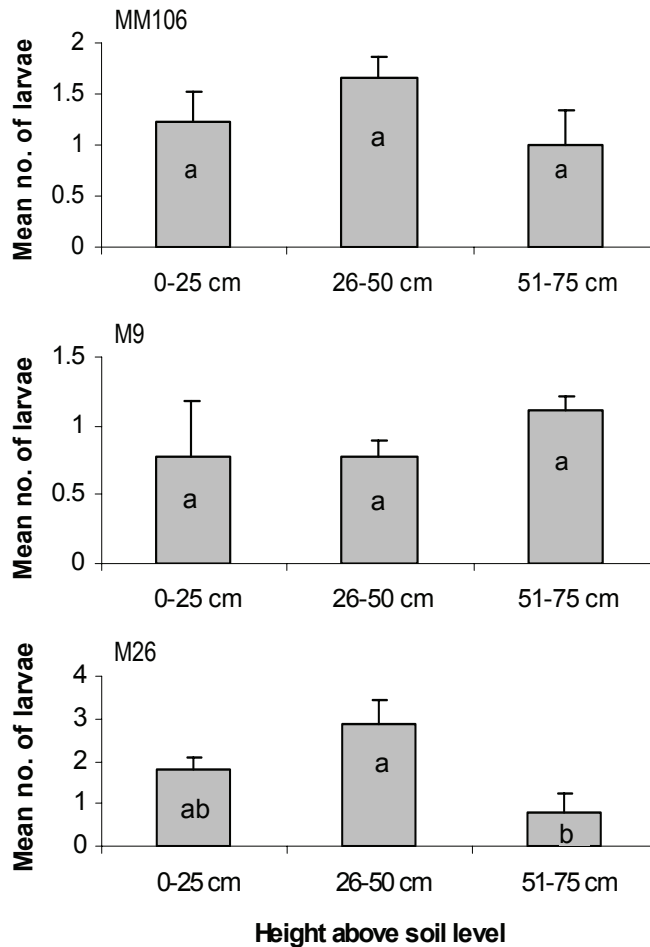 MM106
Mean no. of larvae
2
1.5
1
0.5
0
a
a
a
0-25 cm 26-50 cm 51-75 cm
M9
Mean no. of larvae
1.5
1
0.5
0
a
a
a
0-25 cm 26-50 cm 51-75 cm
M26
Mean no. of larvae
4
3
2
1
0
ab
a
b
0-25 cm 26-50 cm 51-75 cm
Height above soil level